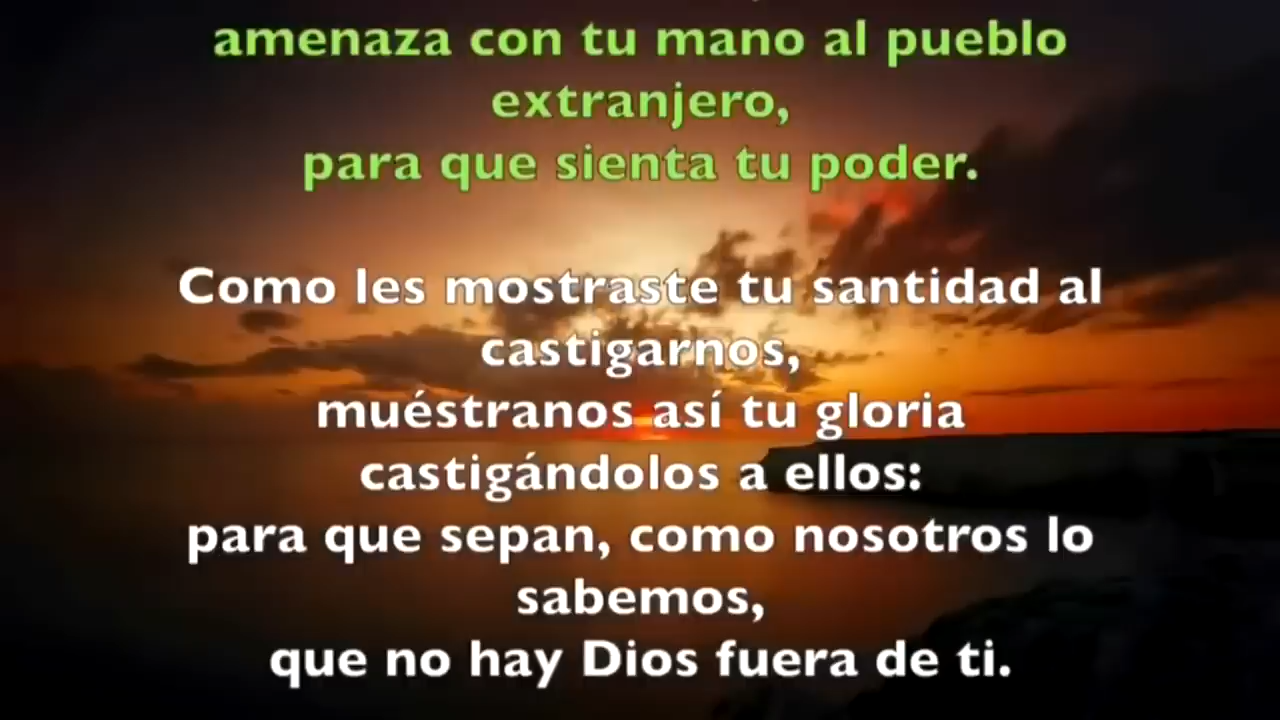 amenaza con tu mano al pueblo
extranjero,
para que sienta tu poder.
Como les mostraste tu santidad al
castigarnos,
muéstranos así tu gloria
castigándolos a ellos:
para que sepan, como nosotros lo
sabemos,
que no hay Dios fuera de ti.